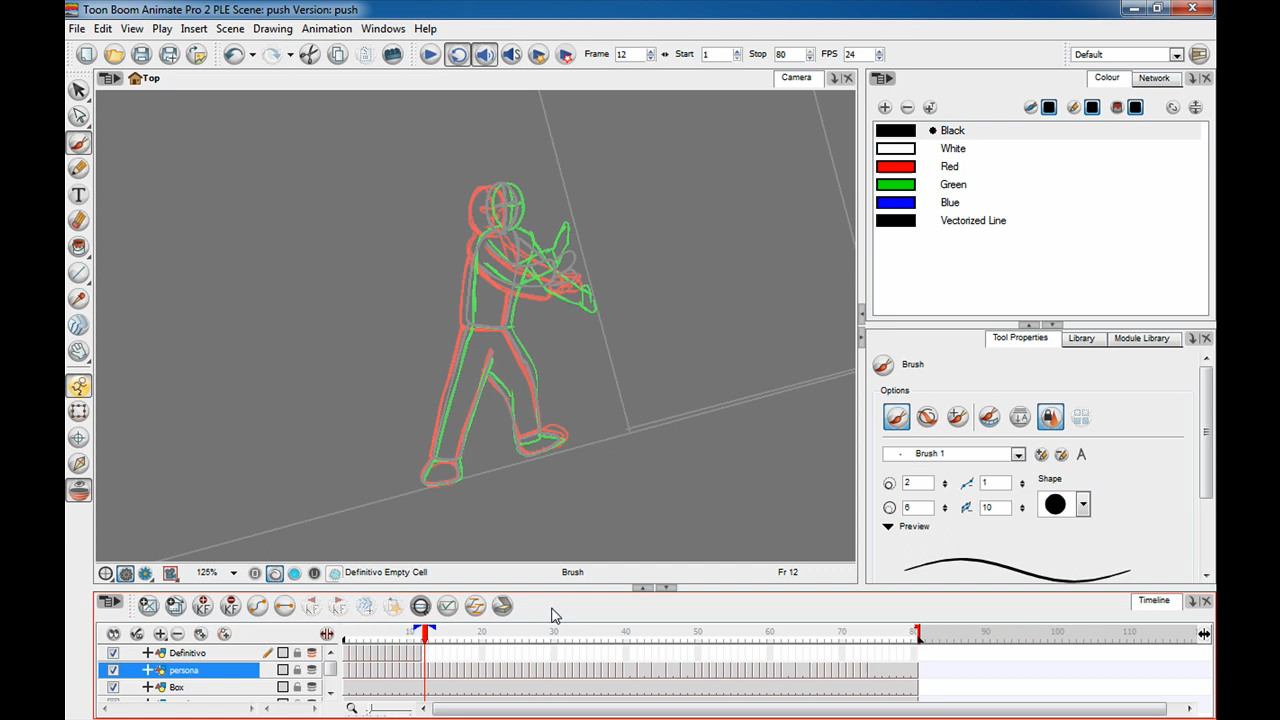 Toon Boom Animate Pro 2 PLE Scene: push Version: push
File Edit View Play Insert Scene Drawing Animation Windows Help
Frame 12 Start 1 Stop 80 FPS 24 Default
Top Camera Colour Network
Black
White
Red
Green
Blue
Vectorized Line
Tool Properties Library Module Library
Brush
Options
Brush 1
2 1 Shape
6 10
Preview
125% Definitivo Empty Cell Brush Fr 12
Timeline
10 20 30 40 50 60 70 80 90 100 110
Definitivo
persona
Box